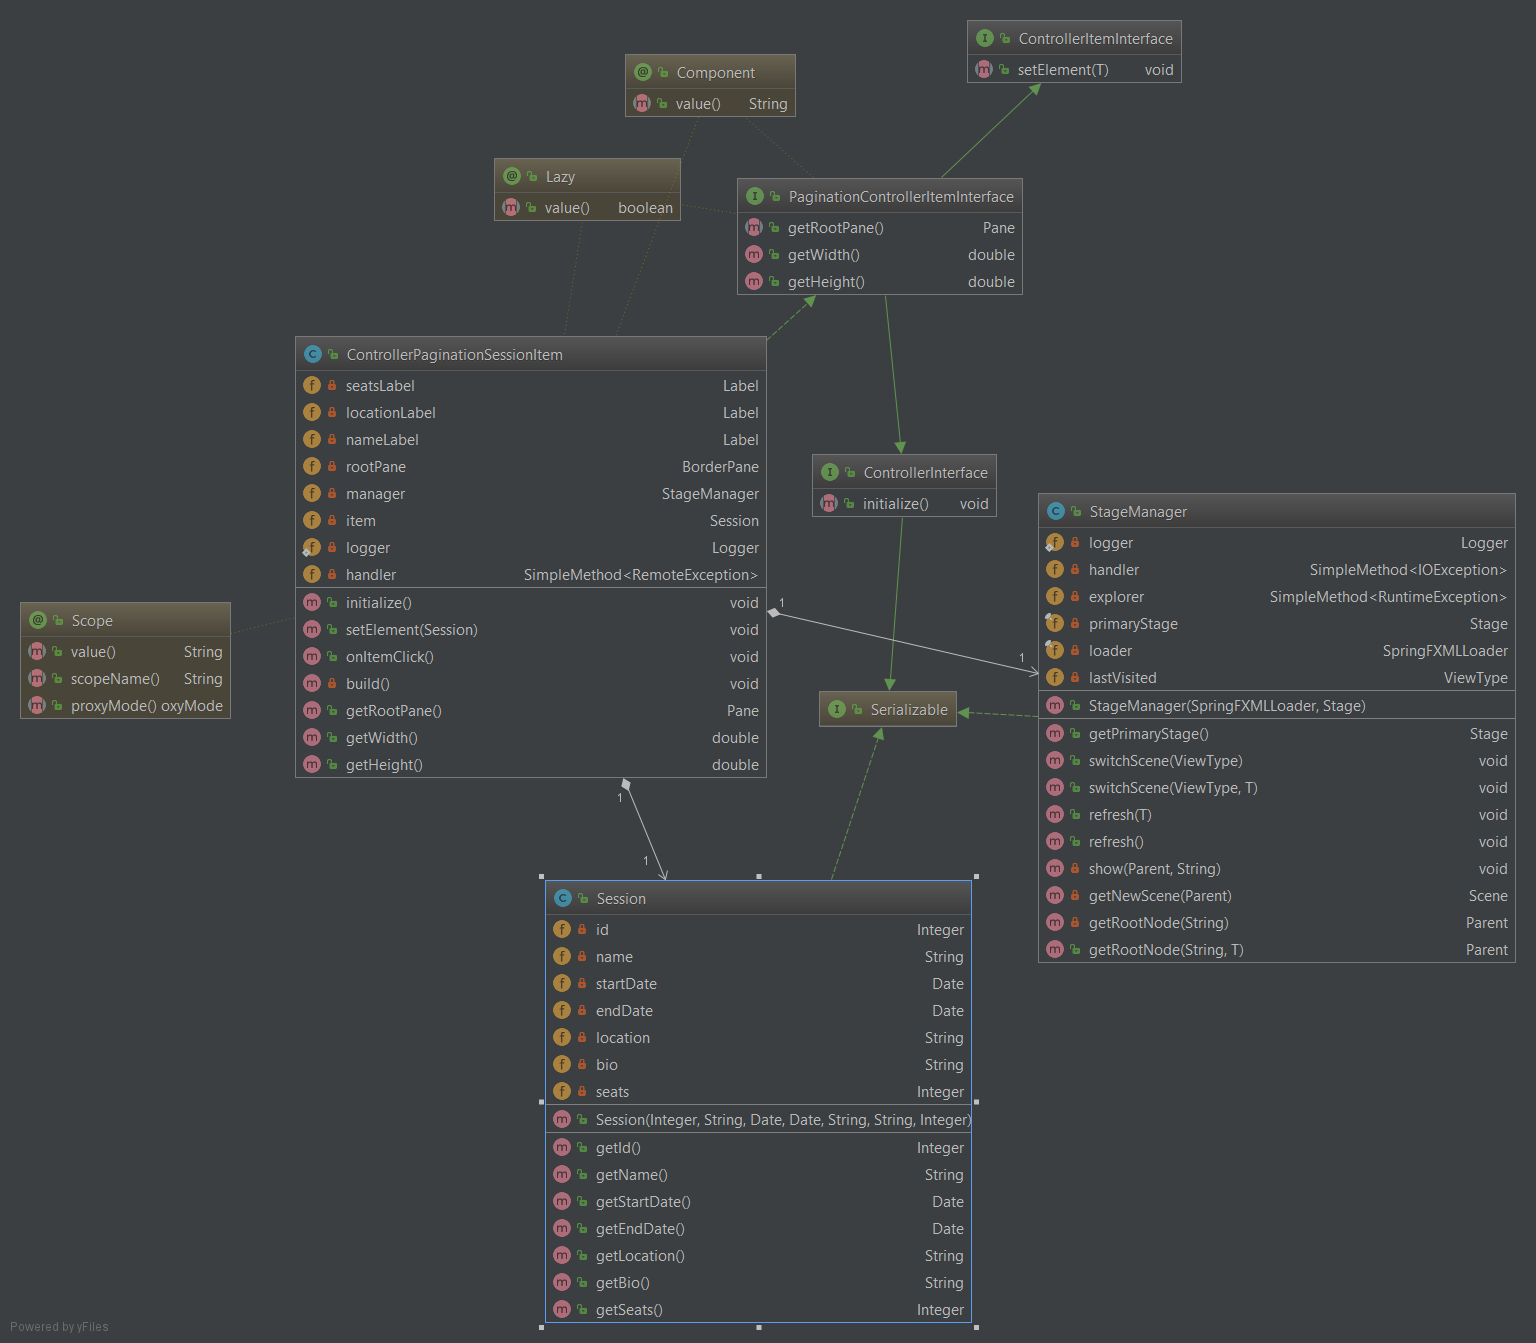 ControllerItemInterface
setElement(T) void
Component
value() String
Lazy
value() boolean
PaginationControllerItemInterface
getRootPane() Pane
getWidth() double
getHeight() double
ControllerPaginationSessionItem
seatsLabel Label
locationLabel Label
nameLabel Label
rootPane BorderPane
manager StageManager
item Session
logger Logger
handler SimpleMethod<RemoteException>
initialize() void
setElement(Session) void
onItemClick() void
build() void
getRootPane() Pane
getWidth() double
getHeight() double
ControllerInterface
initialize() void
StageManager
logger Logger
handler SimpleMethod<IOException>
explorer SimpleMethod<RuntimeException>
primaryStage Stage
loader SpringFXMLLoader
lastVisited ViewType
StageManager(SpringFXMLLoader, Stage)
getPrimaryStage() Stage
switchScene(ViewType) void
switchScene(ViewType, T) void
refresh(T) void
refresh() void
show(Parent, String) void
getNewScene(Parent) Scene
getRootNode(String) Parent
getRootNode(String, T) Parent
Scope
value() String
scopeName() String
proxyMode() oxyMode
1
1
Serializable
1
1
Session
id Integer
name String
startDate Date
endDate Date
location String
bio String
seats Integer
Session(Integer, String, Date, Date, String, String, Integer)
getId() Integer
getName() String
getStartDate() Date
getEndDate() Date
getLocation() String
getBio() String
getSeats() Integer
Powered by yFiles